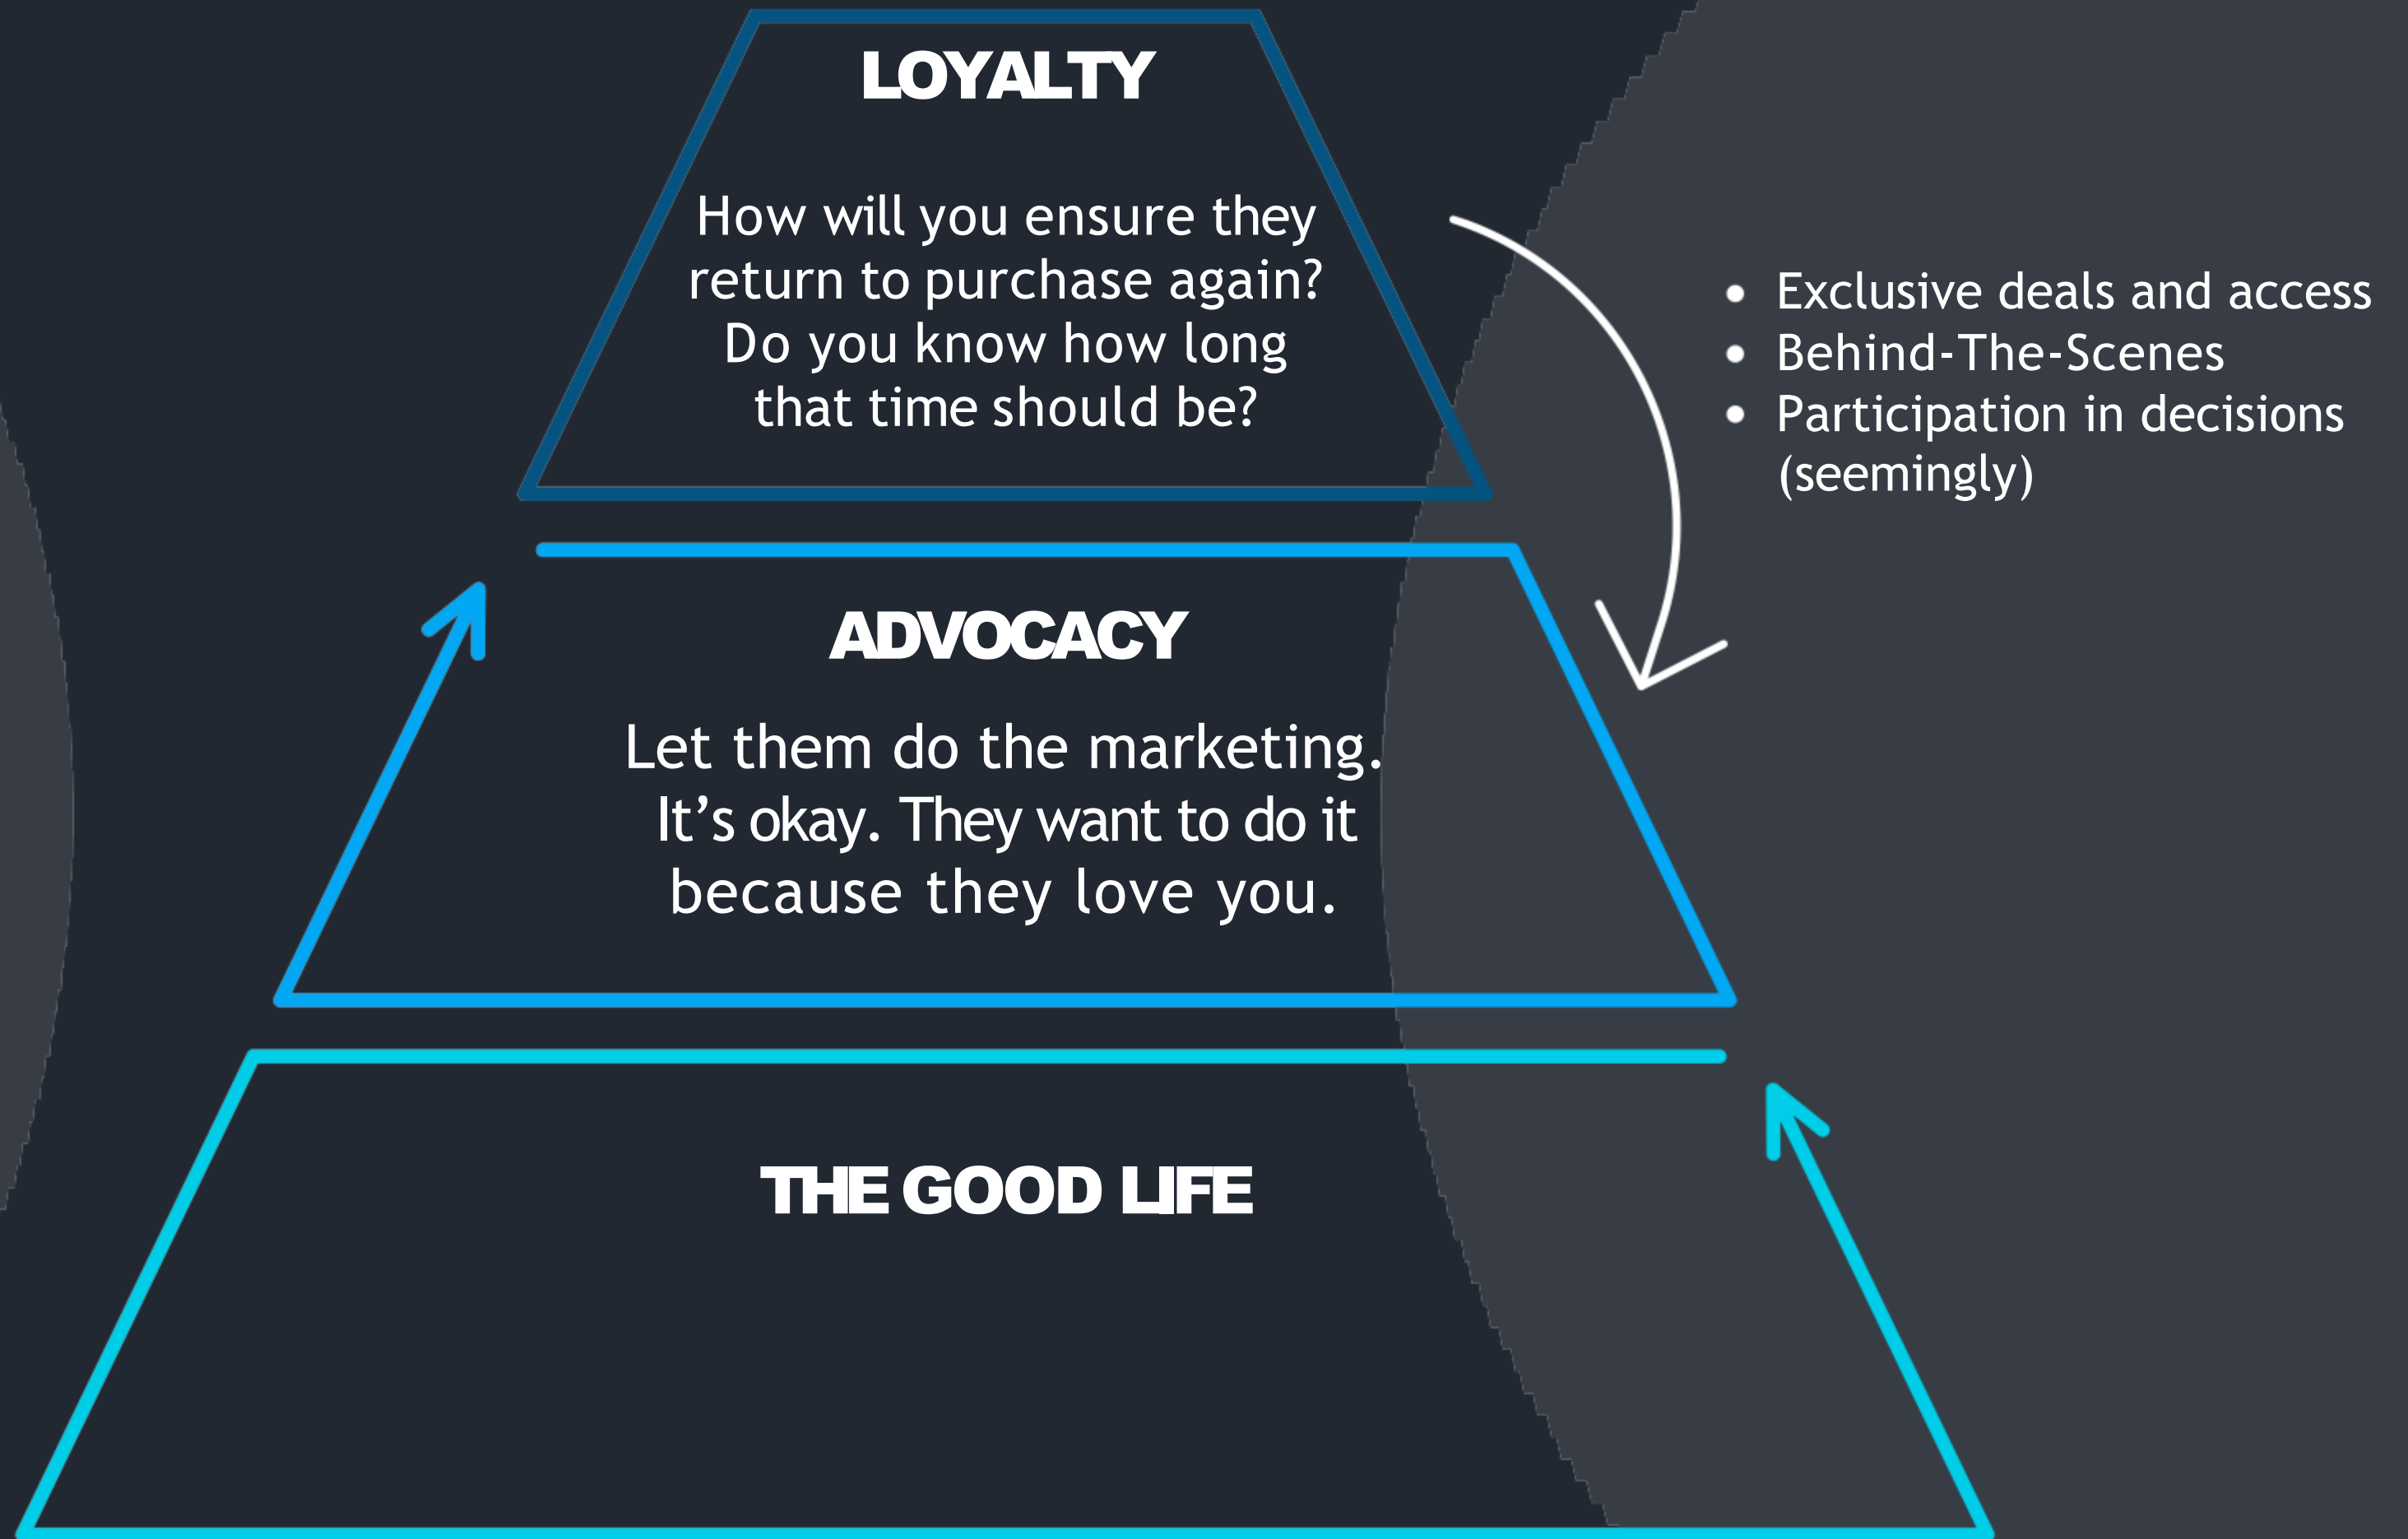 LOYALTY
How will you ensure they
return to purchase again?
Do you know how long
that time should be?
• Exclusive deals and access
• Behind-The-Scenes
• Participation in decisions
(seemingly)
ADVOCACY
Let them do the marketing.
It’s okay. They want to do it
because they love you.
THE GOOD LIFE